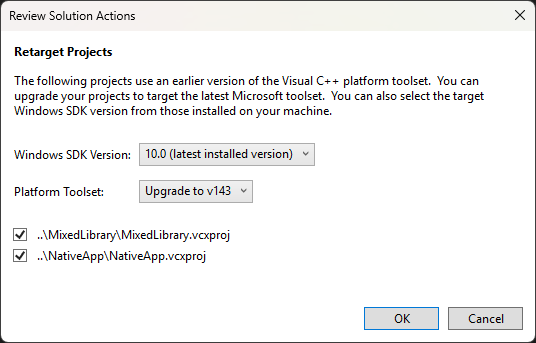 Review Solution Actions
Retarget Projects
The following projects use an earlier version of the Visual C++ platform toolset.  You can
upgrade your projects to target the latest Microsoft toolset.  You can also select the target
Windows SDK version from those installed on your machine.
Windows SDK Version: 10.0 (latest installed version)
Platform Toolset: Upgrade to v143
..\MixedLibrary\MixedLibrary.vcxproj
..\NativeApp\NativeApp.vcxproj
OK Cancel